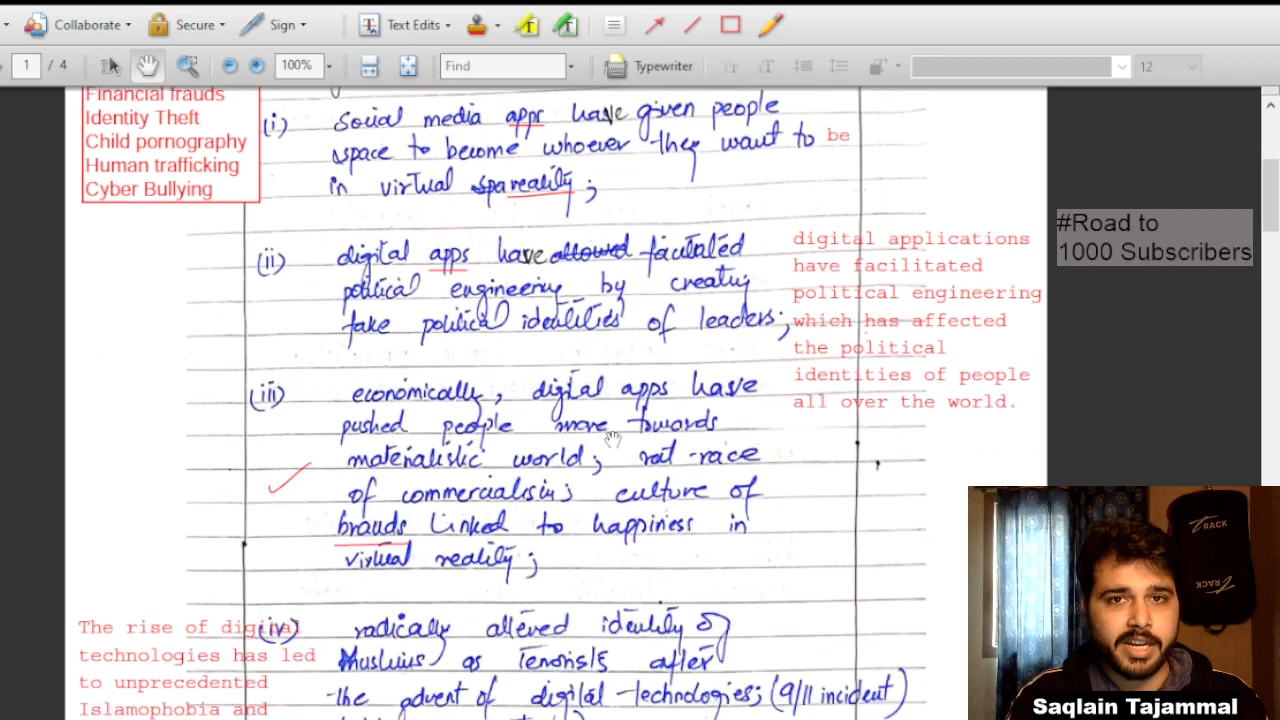 Collaborate
Secure
Sign
Text Edits
1 / 4
100%
Find
Typewriter
12
Financial frauds
Identity Theft
Child pornography
Human trafficking
Cyber Bullying
(i) social media apps have given people
space to become whoever they want to be
in virtual spa reality;
(ii) digital apps have allowed facitated
political engineering by creating
fake political identities of leaders;
digital applications
have facilitated
political engineering
which has affected
the political
identities of people
all over the world.
(iii) economically, digital apps have
pushed people more towards
materialistic world; rat-race
of commercialism; culture of
brands linked to happiness in
virtual reality;
(iv) radically altered identity of
Muslims as Terrorists after
the advent of digital technologies; (9/11 incident)
The rise of digital
technologies has led
to unprecedented
Islamophobia and
#Road to
1000 Subscribers
TRACK
TRACK
Saqlain Tajammal